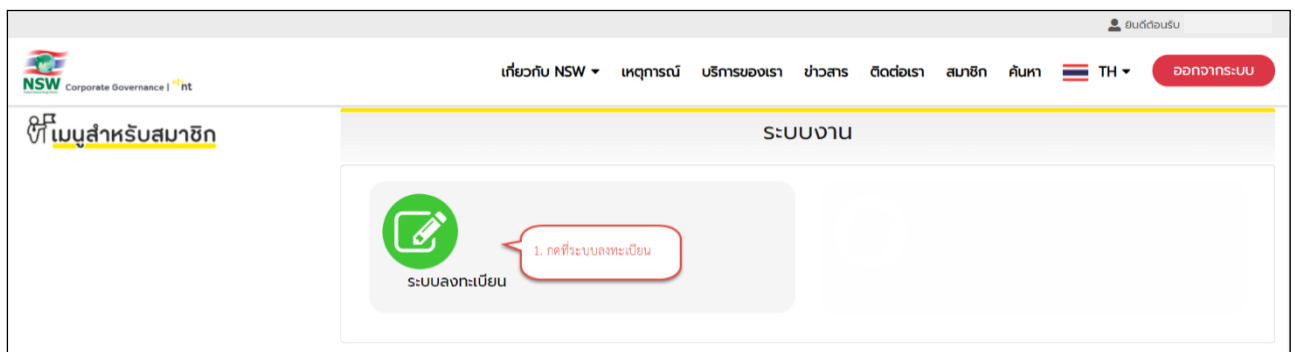 ยินดีต้อนรับ
NSW Corporate Governance | nt
เกี่ยวกับ NSW เหตุการณ์ บริการของเรา ข่าวสาร ติดต่อเรา สมาชิก ค้นหา TH ออกจากระบบ
เมนูสำหรับสมาชิก
ระบบงาน
1. กดที่ระบบลงทะเบียน
ระบบลงทะเบียน